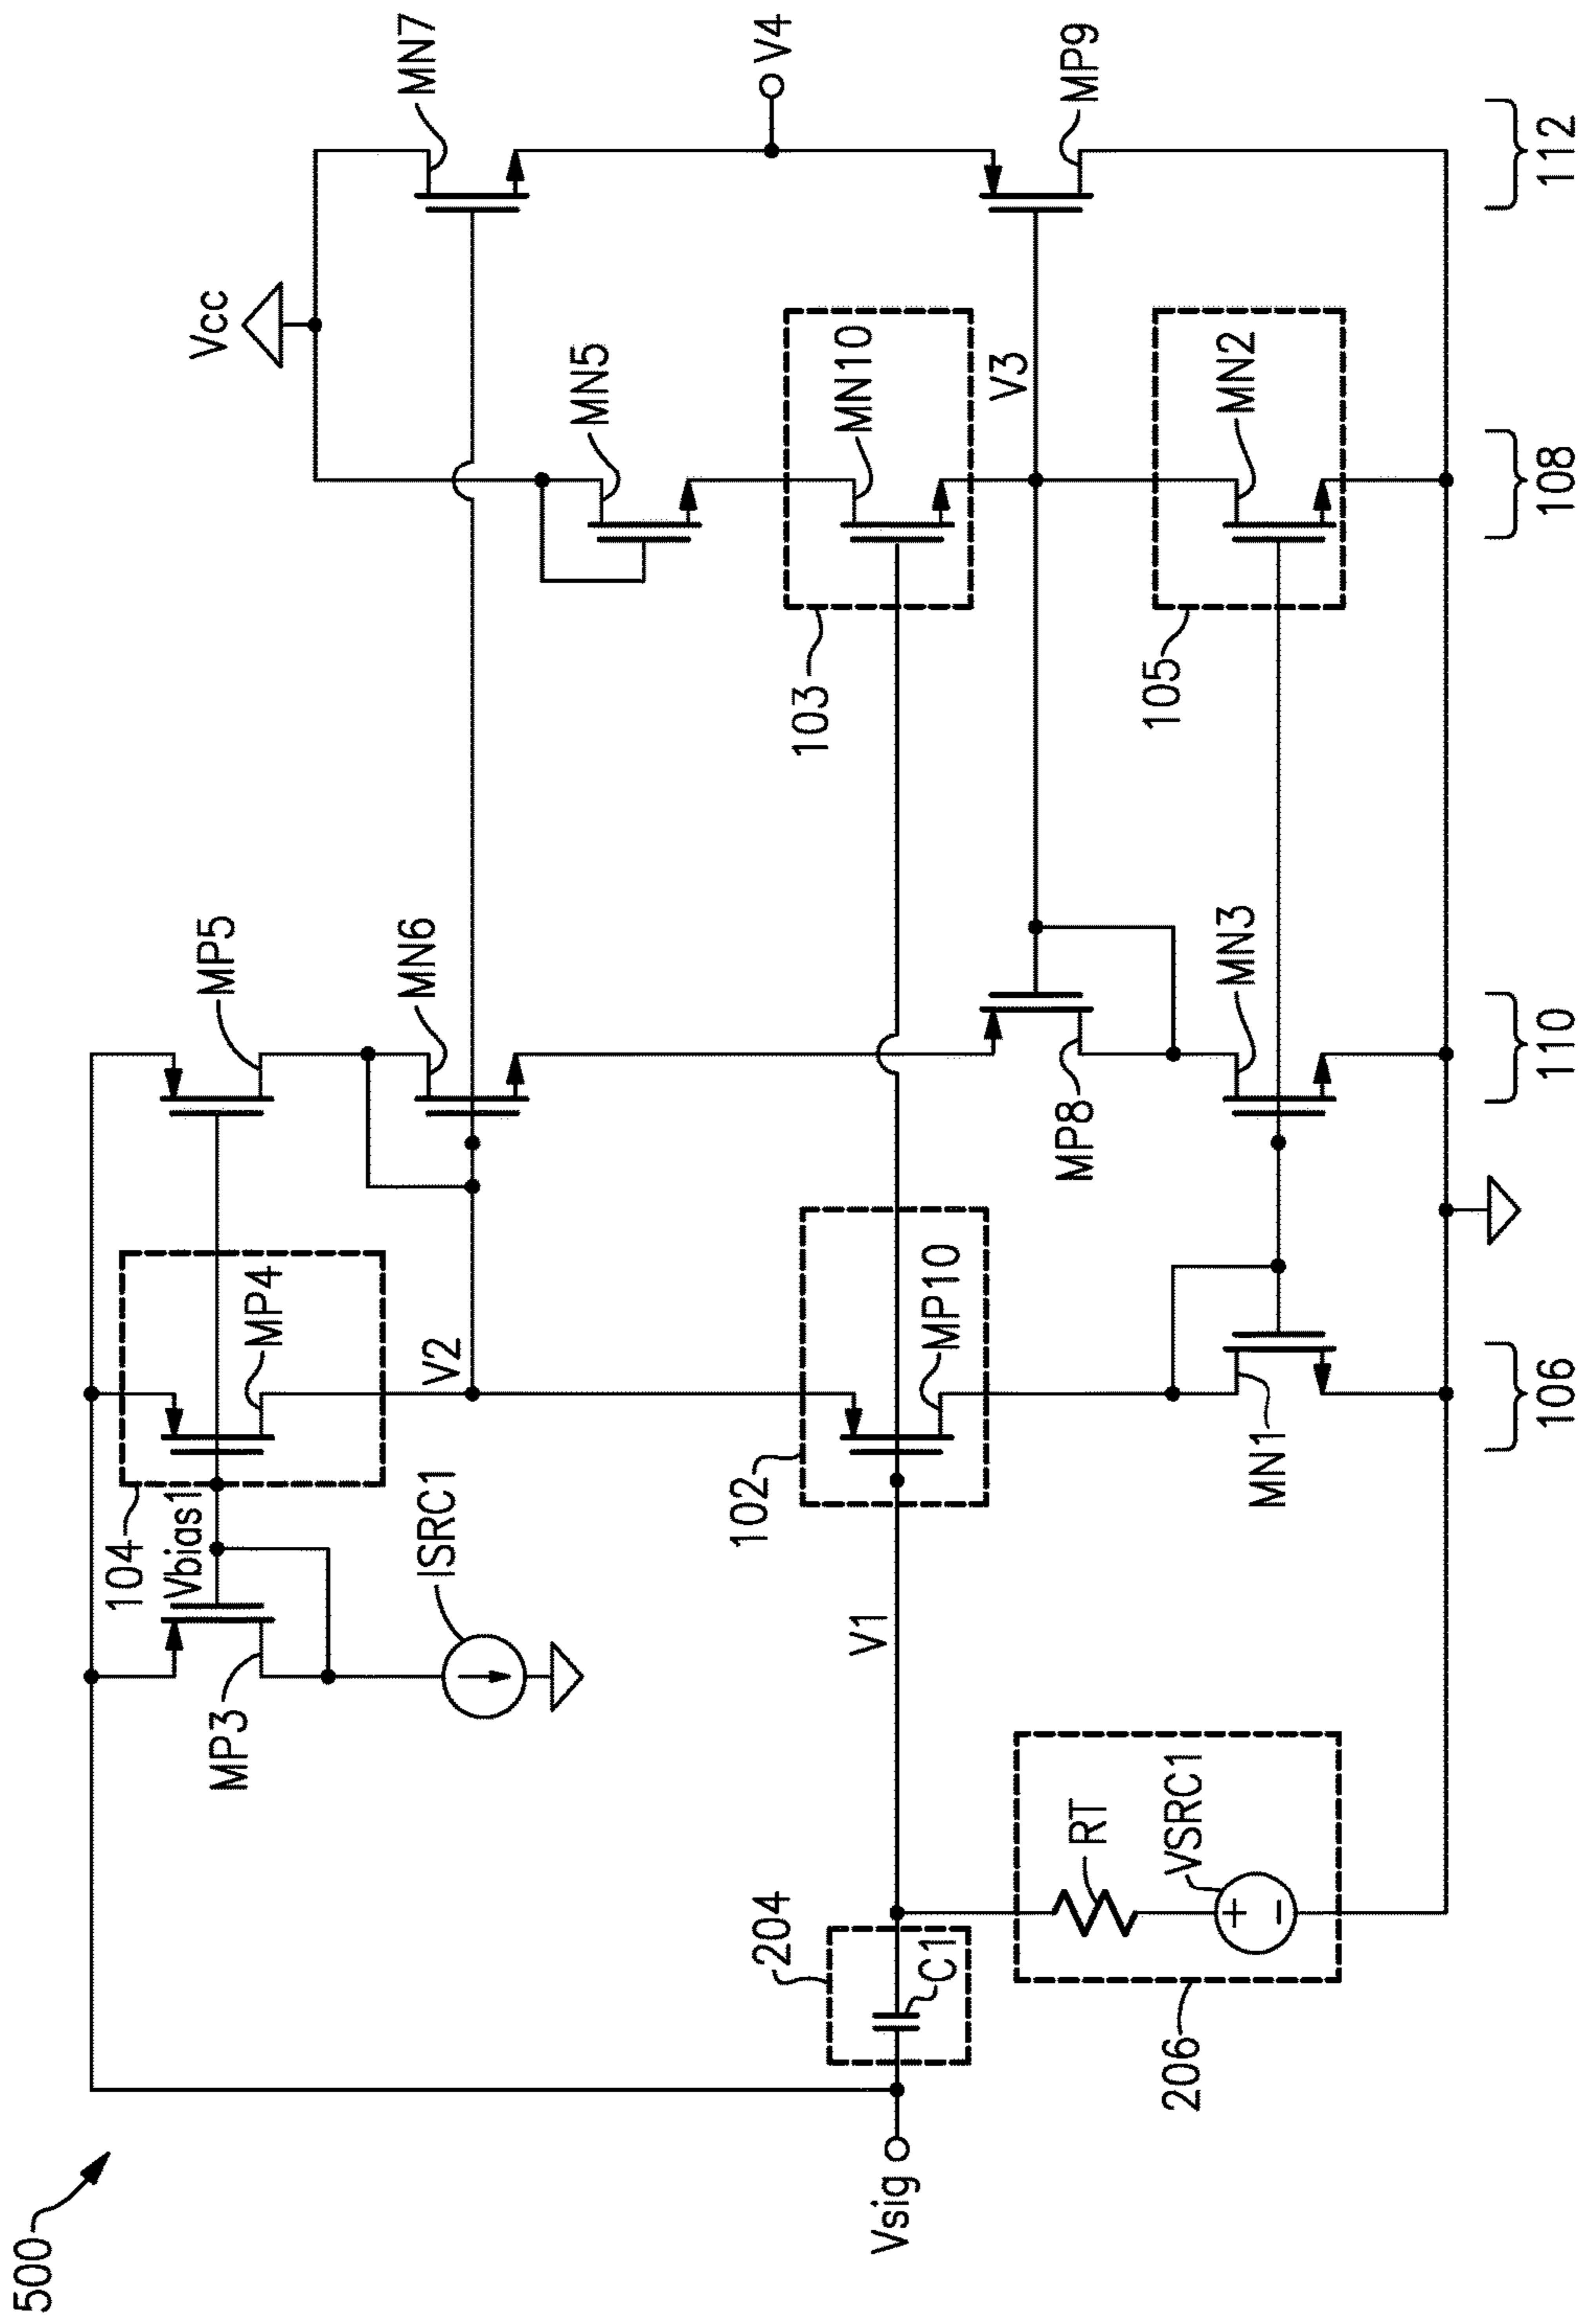 500
Vcc
MN7
V4
MP9
MN5
MN10
V3
MN2
103
105
MP5
MN6
MP8
MN3
104
MP4
Vbias1
V2
102
MP10
MN1
MP3
ISRC1
V1
204
C1
RT
VSRC1
206
Vsig
106
110
108
112